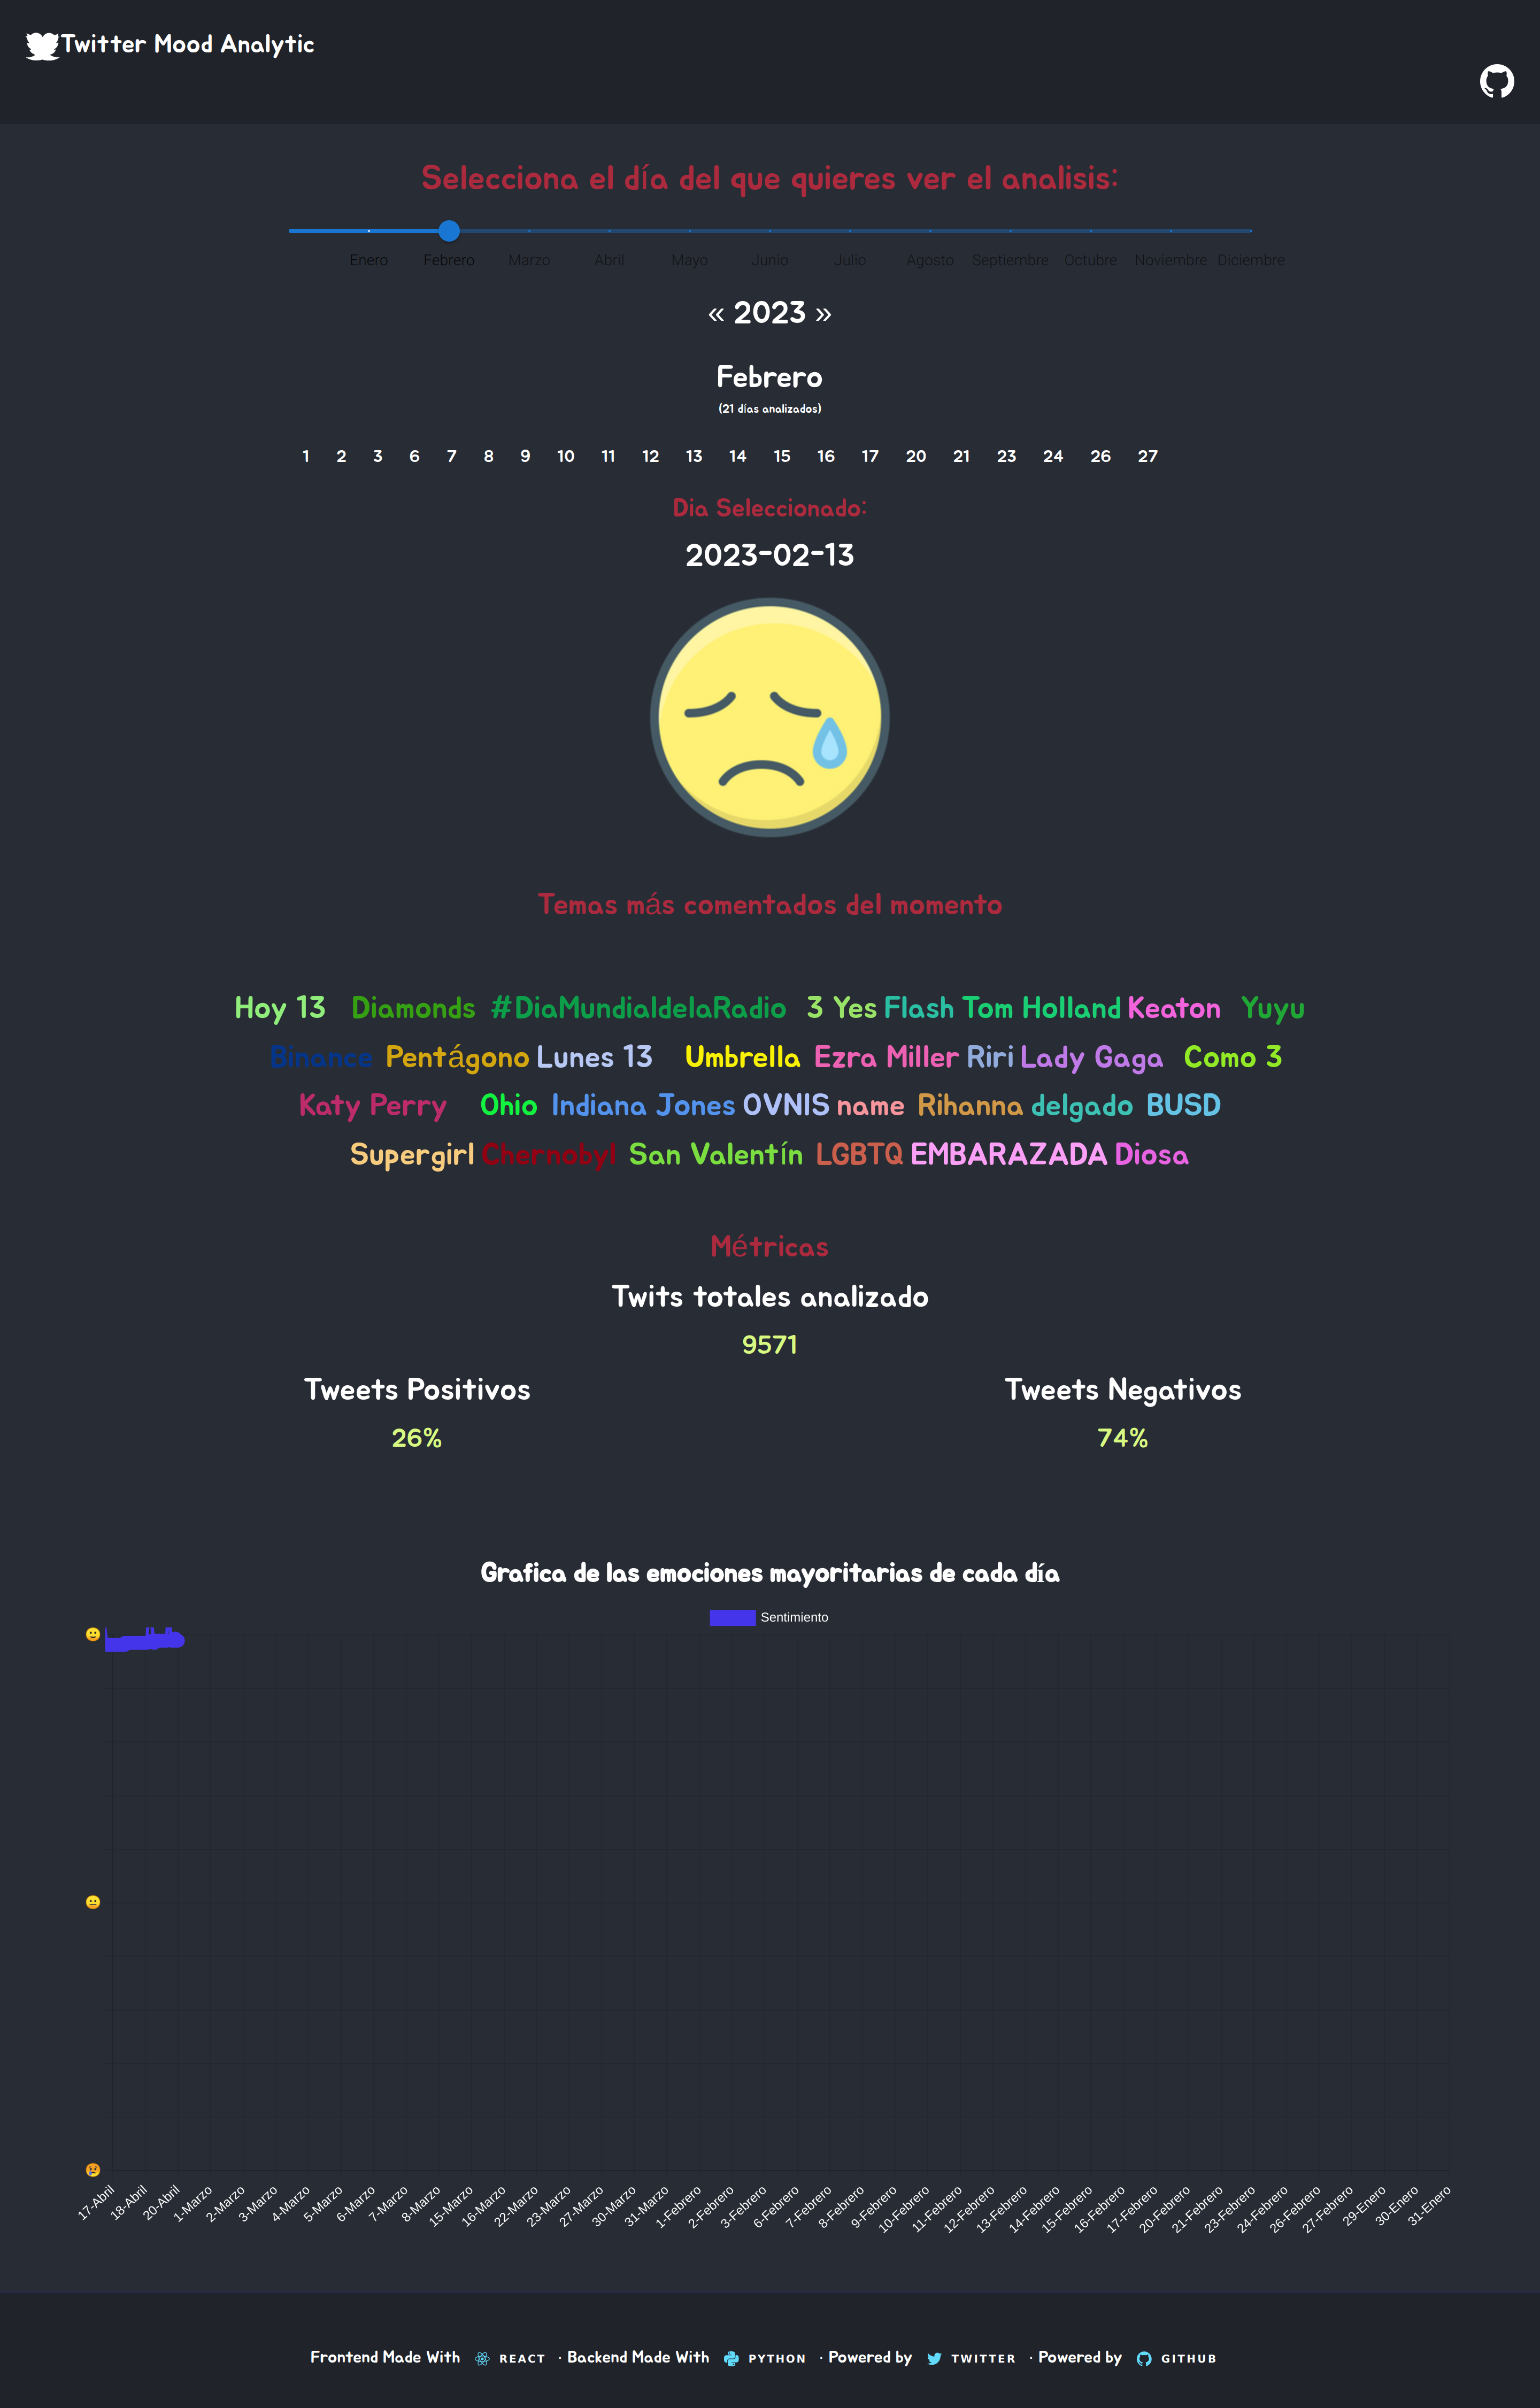 Twitter Mood Analytic
Selecciona el día del que quieres ver el analisis:
Enero Febrero Marzo Abril Mayo Junio Julio Agosto Septiembre Octubre Noviembre Diciembre
« 2023 »
Febrero
(21 días analizados)
1 2 3 6 7 8 9 10 11 12 13 14 15 16 17 20 21 23 24 26 27
Dia Seleccionado:
2023-02-13
Temas más comentados del momento
Hoy 13 Diamonds #DiaMundialdelaRadio 3 Yes Flash Tom Holland Keaton Yuyu
Binance Pentágono Lunes 13 Umbrella Ezra Miller Riri Lady Gaga Como 3
Katy Perry Ohio Indiana Jones OVNIS name Rihanna delgado BUSD
Supergirl Chernobyl San Valentín LGBTQ EMBARAZADA Diosa
Métricas
Twits totales analizado
9571
Tweets Positivos Tweets Negativos
26% 74%
Grafica de las emociones mayoritarias de cada día
Sentimiento
17-Abril 18-Abril 20-Abril 1-Marzo 2-Marzo 3-Marzo 4-Marzo 5-Marzo 6-Marzo 7-Marzo 8-Marzo 15-Marzo 16-Marzo 22-Marzo 23-Marzo 27-Marzo 30-Marzo 31-Marzo 1-Febrero 2-Febrero 3-Febrero 6-Febrero 7-Febrero 8-Febrero 9-Febrero 10-Febrero 11-Febrero 12-Febrero 13-Febrero 14-Febrero 15-Febrero 16-Febrero 17-Febrero 20-Febrero 21-Febrero 23-Febrero 24-Febrero 26-Febrero 27-Febrero 29-Enero 30-Enero 31-Enero
Frontend Made With REACT · Backend Made With PYTHON · Powered by TWITTER · Powered by GITHUB